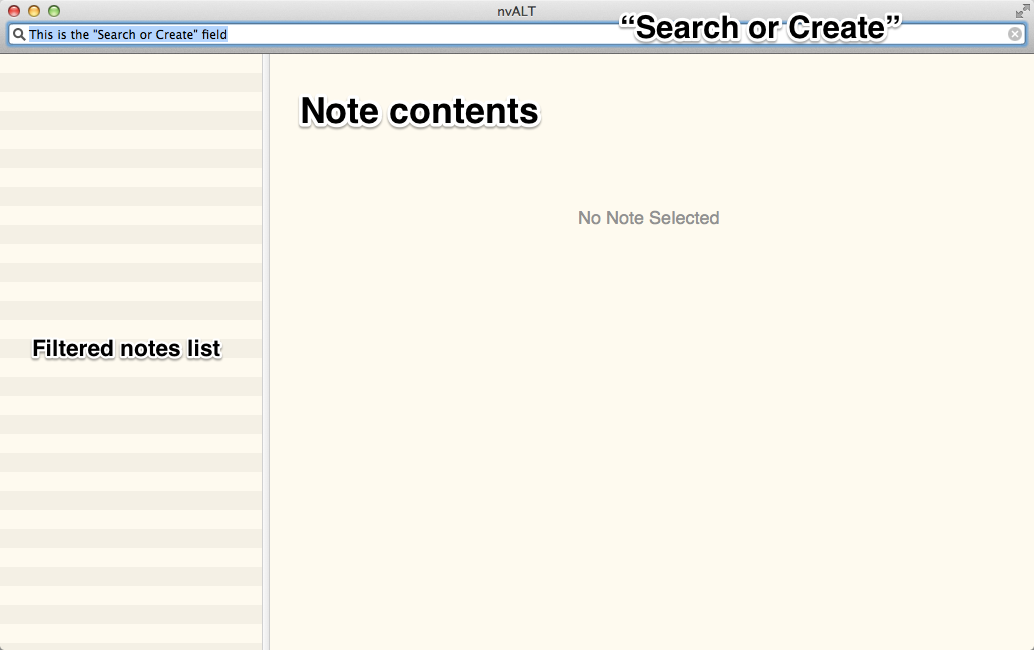 nvALT
This is the "Search or Create" field
“Search or Create”
Note contents
No Note Selected
Filtered notes list